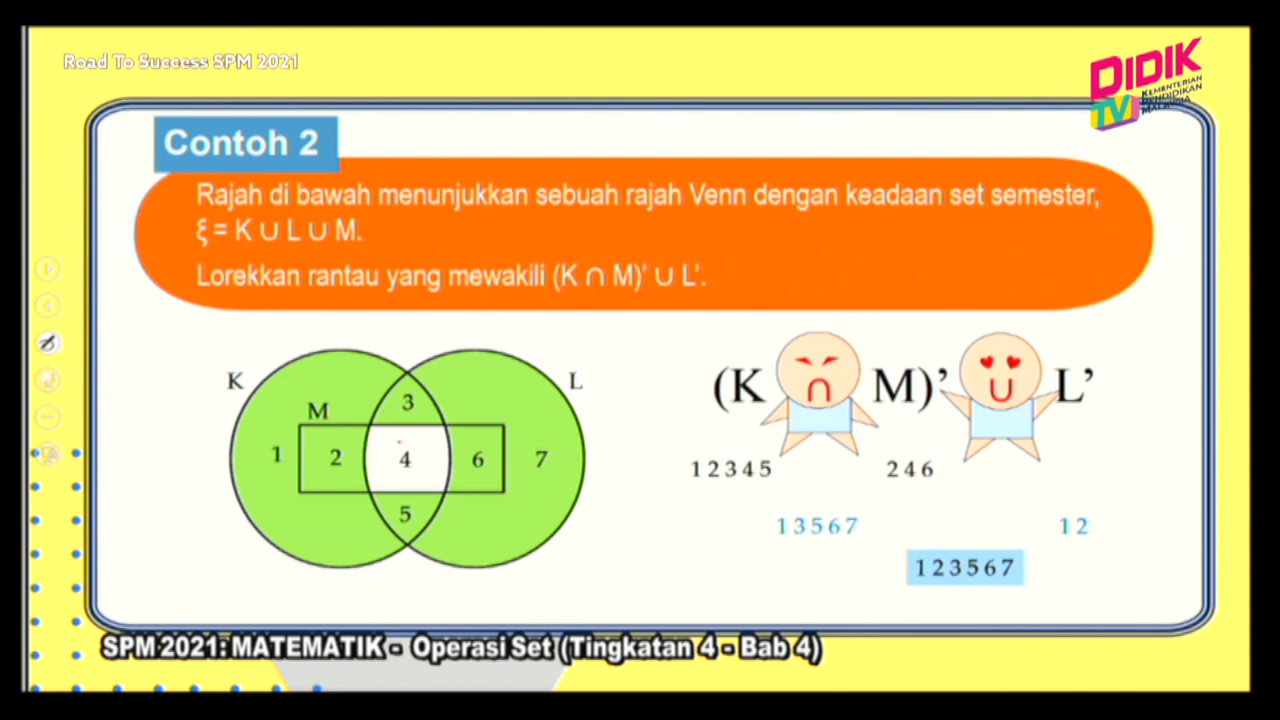 Road To Success SPM 2021
DIDIK
TV
KEMENTERIAN
PENDIDIKAN
MALAYSIA
Contoh 2
Rajah di bawah menunjukkan sebuah rajah Venn dengan keadaan set semester,
ξ = K ∪ L ∪ M.
Lorekkan rantau yang mewakili (K ∩ M)' ∪ L'.
K
L
M
3
1
2
4
6
7
5
(K ∩ M)’ ∪ L’
1 2 3 4 5
2 4 6
1 3 5 6 7
1 2
1 2 3 5 6 7
SPM 2021: MATEMATIK - Operasi Set (Tingkatan 4 - Bab 4)